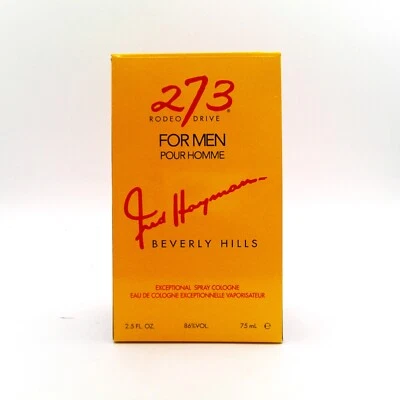 273®
RODEO DRIVE
FOR MEN
POUR HOMME
Fred Hayman
BEVERLY HILLS
EXCEPTIONAL SPRAY COLOGNE
EAU DE COLOGNE EXCEPTIONNELLE VAPORISATEUR
2.5 FL. OZ. 86%VOL. 75 mL ℮